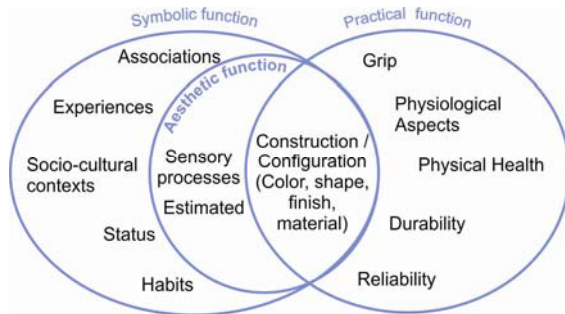 Symbolic function
Practical function
Aesthetic function
Associations
Experiences
Socio-cultural
contexts
Status
Habits
Sensory
processes
Estimated
Construction /
Configuration
(Color, shape,
finish,
material)
Grip
Physiological
Aspects
Physical Health
Durability
Reliability